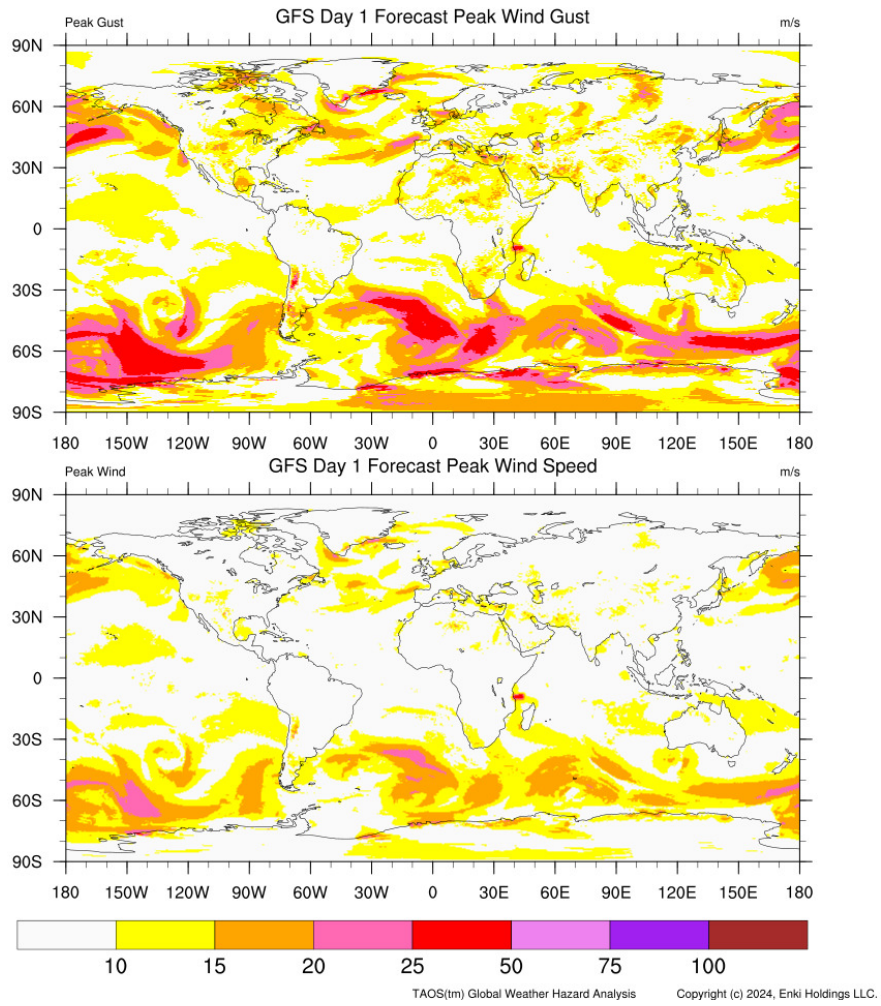 GFS Day 1 Forecast Peak Wind Gust
Peak Gust
m/s
90N
60N
30N
0
30S
60S
90S
180 150W 120W 90W 60W 30W 0 30E 60E 90E 120E 150E 180
GFS Day 1 Forecast Peak Wind Speed
Peak Wind
m/s
90N
60N
30N
0
30S
60S
90S
180 150W 120W 90W 60W 30W 0 30E 60E 90E 120E 150E 180
10 15 20 25 50 75 100
TAOS(tm) Global Weather Hazard Analysis Copyright (c) 2024, Enki Holdings LLC.